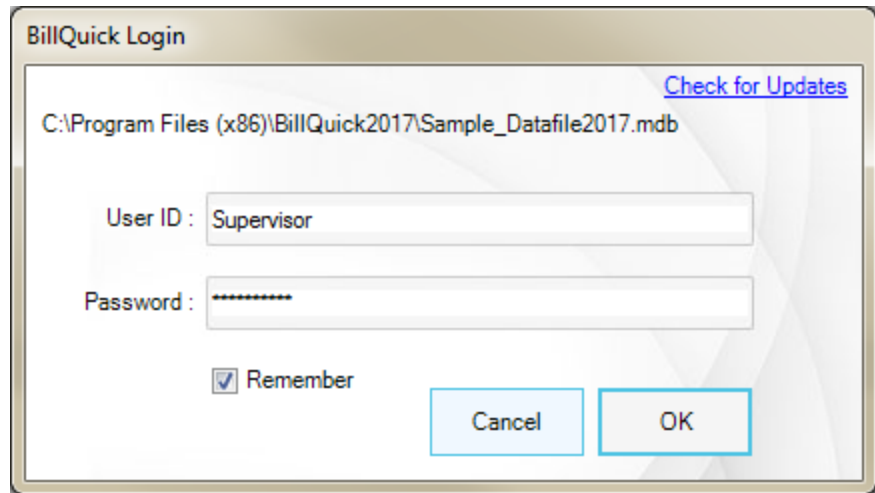 BillQuick Login
Check for Updates
C:\Program Files (x86)\BillQuick2017\Sample_Datafile2017.mdb
User ID : Supervisor
Password : **********
Remember
Cancel OK